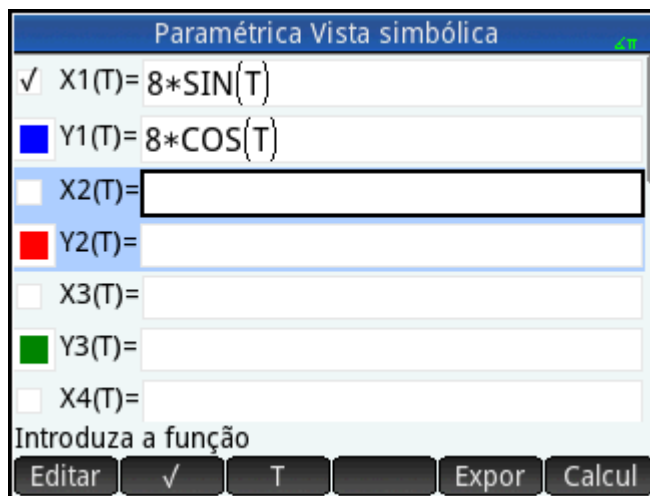 Paramétrica Vista simbólica ∡π
√ X1(T)= 8*SIN(T)
Y1(T)= 8*COS(T)
X2(T)=
Y2(T)=
X3(T)=
Y3(T)=
X4(T)=
Introduza a função
Editar √ T Expor Calcul